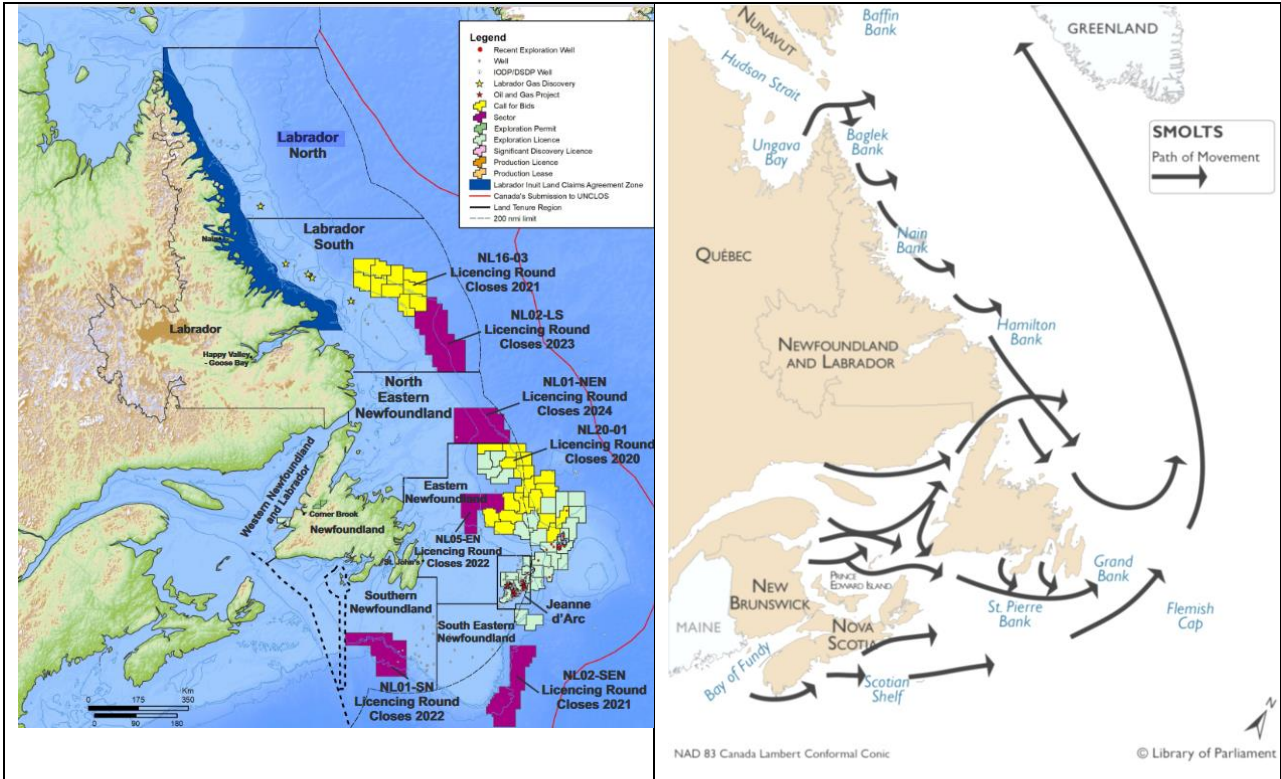 Legend
Recent Exploration Well
Well
IODP/DSDP Well
Labrador Gas Discovery
Oil and Gas Project
Call for Bids
Sector
Exploration Permit
Exploration Licence
Significant Discovery Licence
Production Licence
Production Lease
Labrador Inuit Land Claims Agreement Zone
Canada's Submission to UNCLOS
Land Tenure Region
200 nmi limit
Labrador
North
Labrador
South
Nain
NL16-03
Licencing Round
Closes 2021
NL02-LS
Licencing Round
Closes 2023
Labrador
Happy Valley
- Goose Bay
North
Eastern
Newfoundland
NL01-NEN
Licencing Round
Closes 2024
NL20-01
Licencing Round
Closes 2020
Western Newfoundland
and Labrador
Eastern
Newfoundland
Corner Brook
Newfoundland
St. John's
NL05-EN
Licencing Round
Closes 2022
Southern
Newfoundland
Jeanne
d'Arc
South Eastern
Newfoundland
NL01-SN
Licencing Round
Closes 2022
NL02-SEN
Licencing Round
Closes 2021
Km
0 175 350
0 90 180
NUNAVUT
Baffin
Bank
GREENLAND
Hudson Strait
Ungava
Bay
Baglek
Bank
SMOLTS
Path of Movement
QUÉBEC
Nain
Bank
Hamilton
Bank
NEWFOUNDLAND
AND LABRADOR
PRINCE
EDWARD ISLAND
NEW
BRUNSWICK
Grand
Bank
St. Pierre
Bank
Flemish
Cap
MAINE
NOVA
SCOTIA
Bay of Fundy
Scotian
Shelf
N
NAD 83 Canada Lambert Conformal Conic
© Library of Parliament